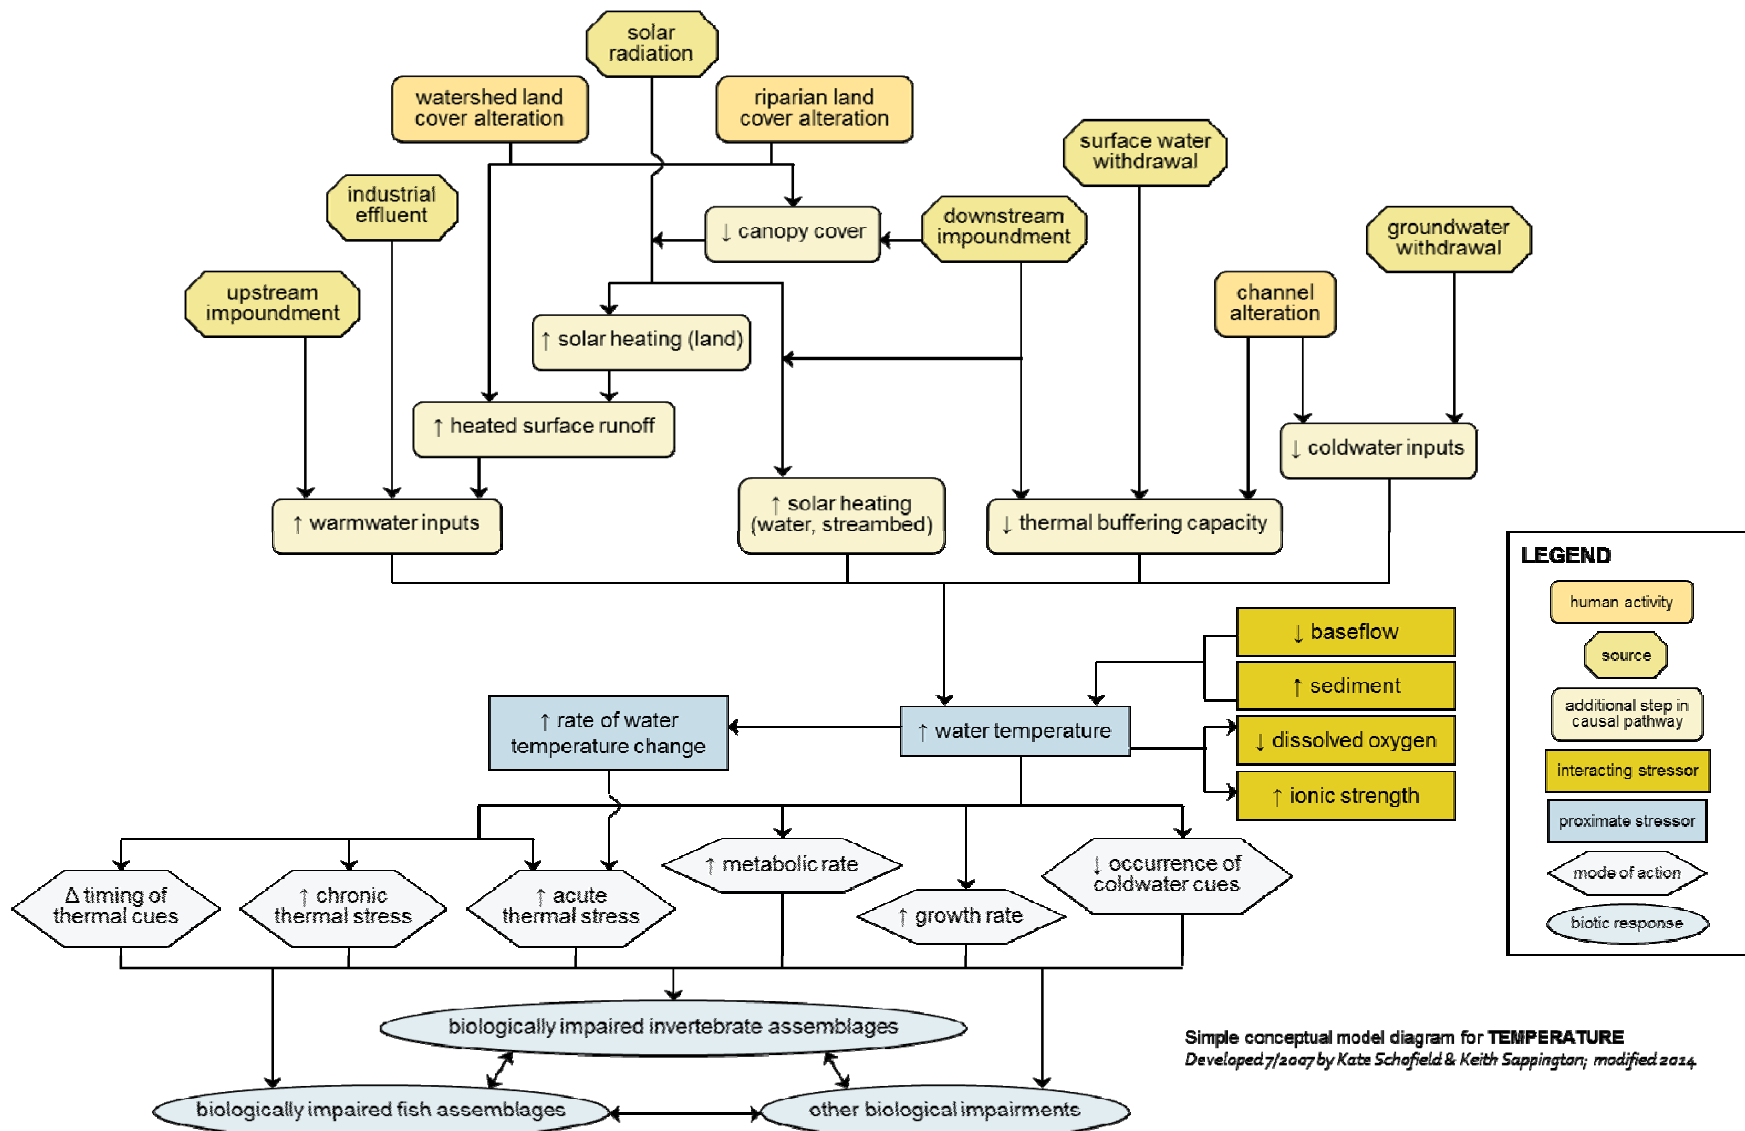 solar
radiation
watershed land
cover alteration
riparian land
cover alteration
surface water
withdrawal
industrial
effluent
↓ canopy cover
downstream
impoundment
groundwater
withdrawal
upstream
impoundment
channel
alteration
↑ solar heating (land)
↑ heated surface runoff
↓ coldwater inputs
↑ warmwater inputs
↑ solar heating
(water, streambed)
↓ thermal buffering capacity
LEGEND
human activity
source
additional step in
causal pathway
interacting stressor
proximate stressor
mode of action
biotic response
↓ baseflow
↑ sediment
↑ rate of water
temperature change
↑ water temperature
↓ dissolved oxygen
↑ ionic strength
Δ timing of
thermal cues
↑ chronic
thermal stress
↑ acute
thermal stress
↑ metabolic rate
↑ growth rate
↓ occurrence of
coldwater cues
biologically impaired invertebrate assemblages
biologically impaired fish assemblages
other biological impairments
Simple conceptual model diagram for TEMPERATURE
Developed 7/2007 by Kate Schofield & Keith Sappington; modified 2014